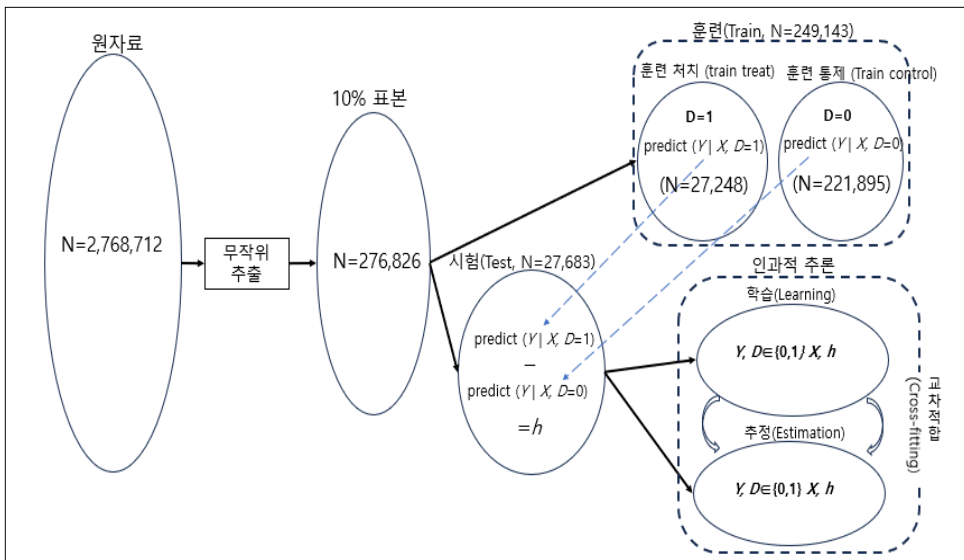 원자료
N=2,768,712
무작위
추출
10% 표본
N=276,826
훈련(Train, N=249,143)
훈련 처치 (train treat)
D=1
predict (Y | X, D=1)
(N=27,248)
훈련 통제 (Train control)
D=0
predict (Y | X, D=0)
(N=221,895)
시험(Test, N=27,683)
predict (Y | X, D=1)
−
predict (Y | X, D=0)
=h
인과적 추론
학습(Learning)
Y, D∈{0,1} X, h
추정(Estimation)
Y, D∈{0,1} X, h
교차적합
(Cross-fitting)